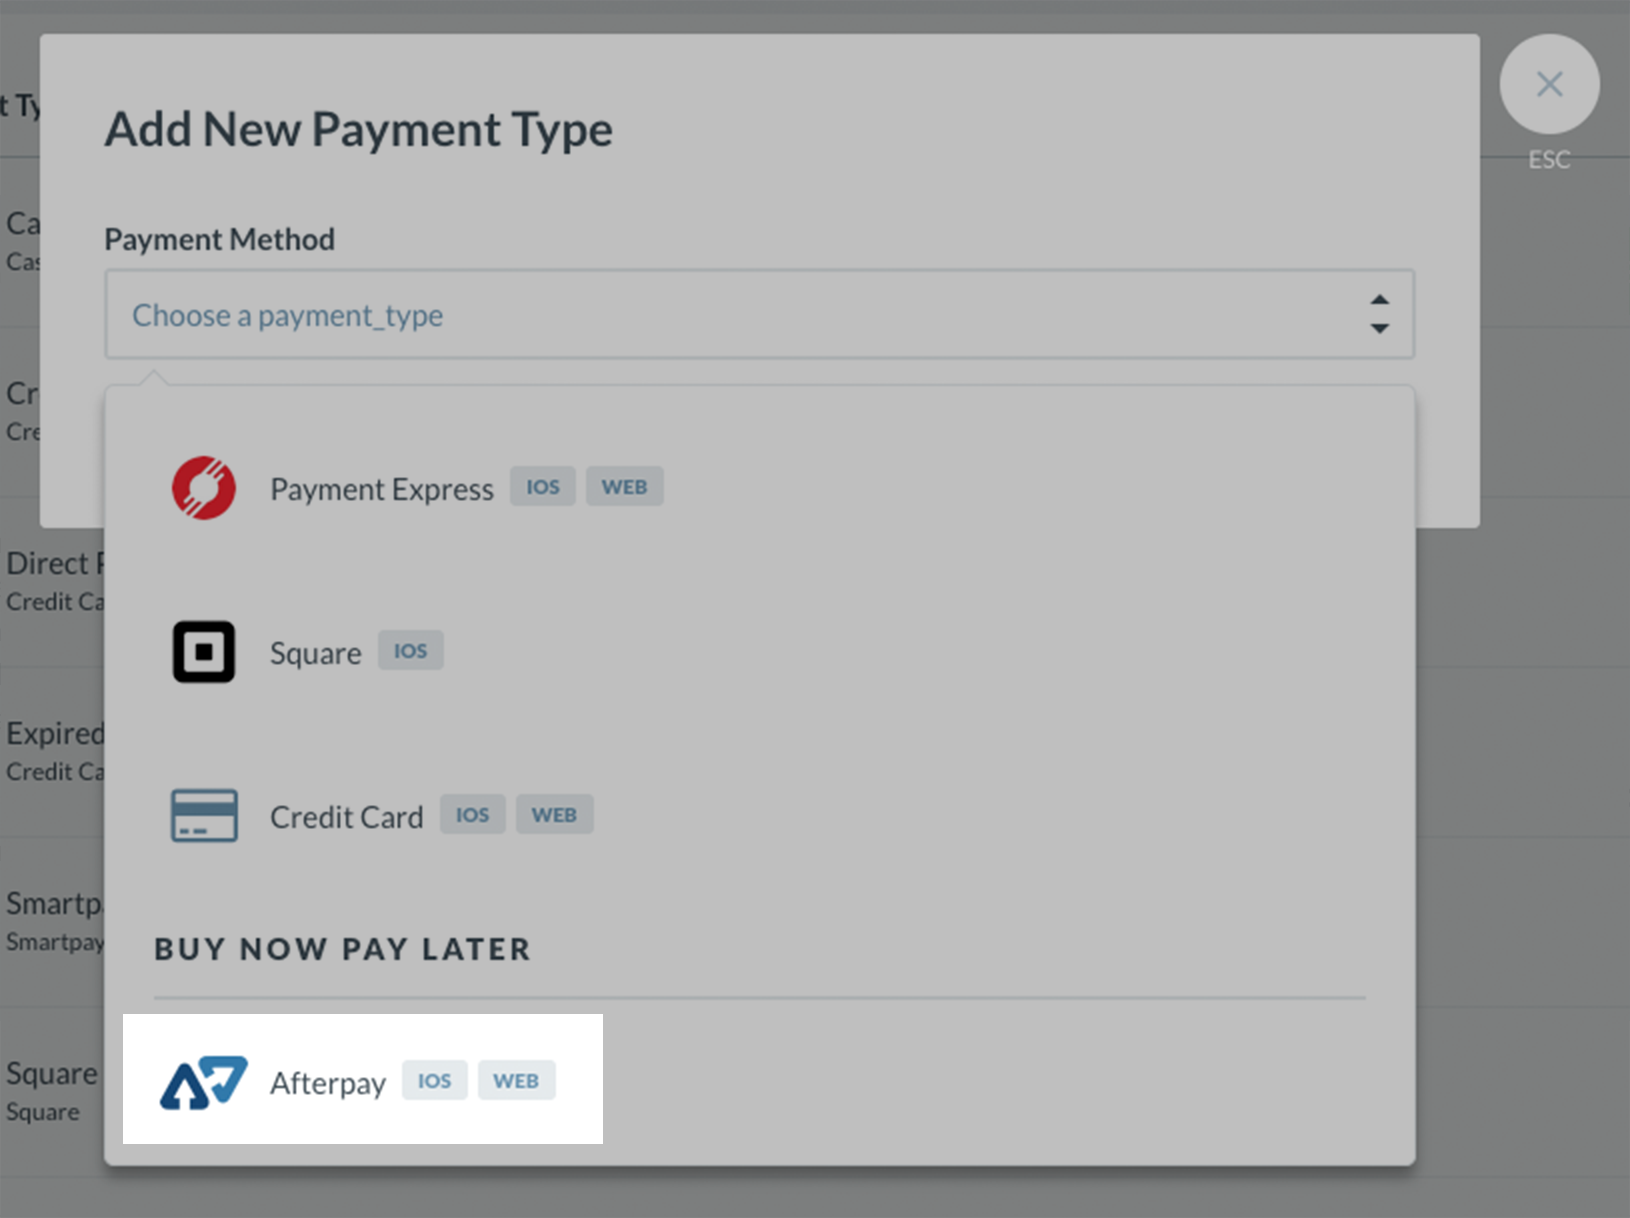 t Ty
Add New Payment Type
ESC
Ca
Cas
Payment Method
Choose a payment_type
Cr
Cre
Payment Express IOS WEB
Direct P
Credit Ca
Square IOS
Expired
Credit Ca
Credit Card IOS WEB
Smartp
Smartpay
BUY NOW PAY LATER
Square
Square
Afterpay IOS WEB